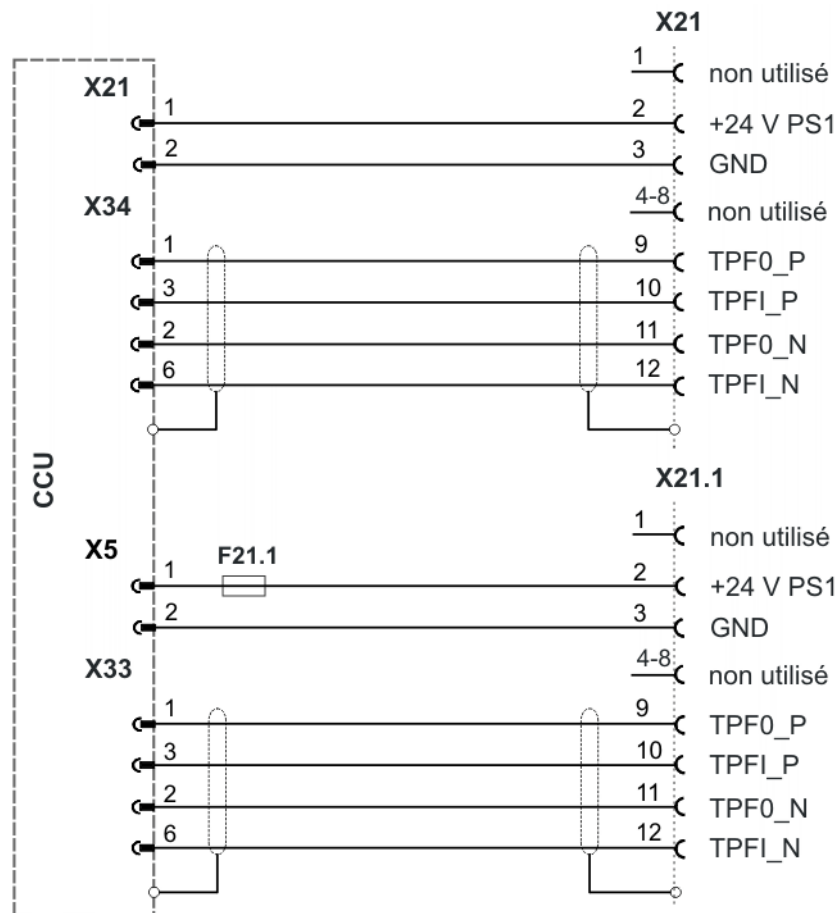 X21
1 non utilisé
X21
1 2 +24 V PS1
2 3 GND
X34
4-8 non utilisé
1 9 TPF0_P
3 10 TPFI_P
2 11 TPF0_N
6 12 TPFI_N
CCU
X21.1
1 non utilisé
X5 F21.1
1 2 +24 V PS1
2 3 GND
X33
4-8 non utilisé
1 9 TPF0_P
3 10 TPFI_P
2 11 TPF0_N
6 12 TPFI_N